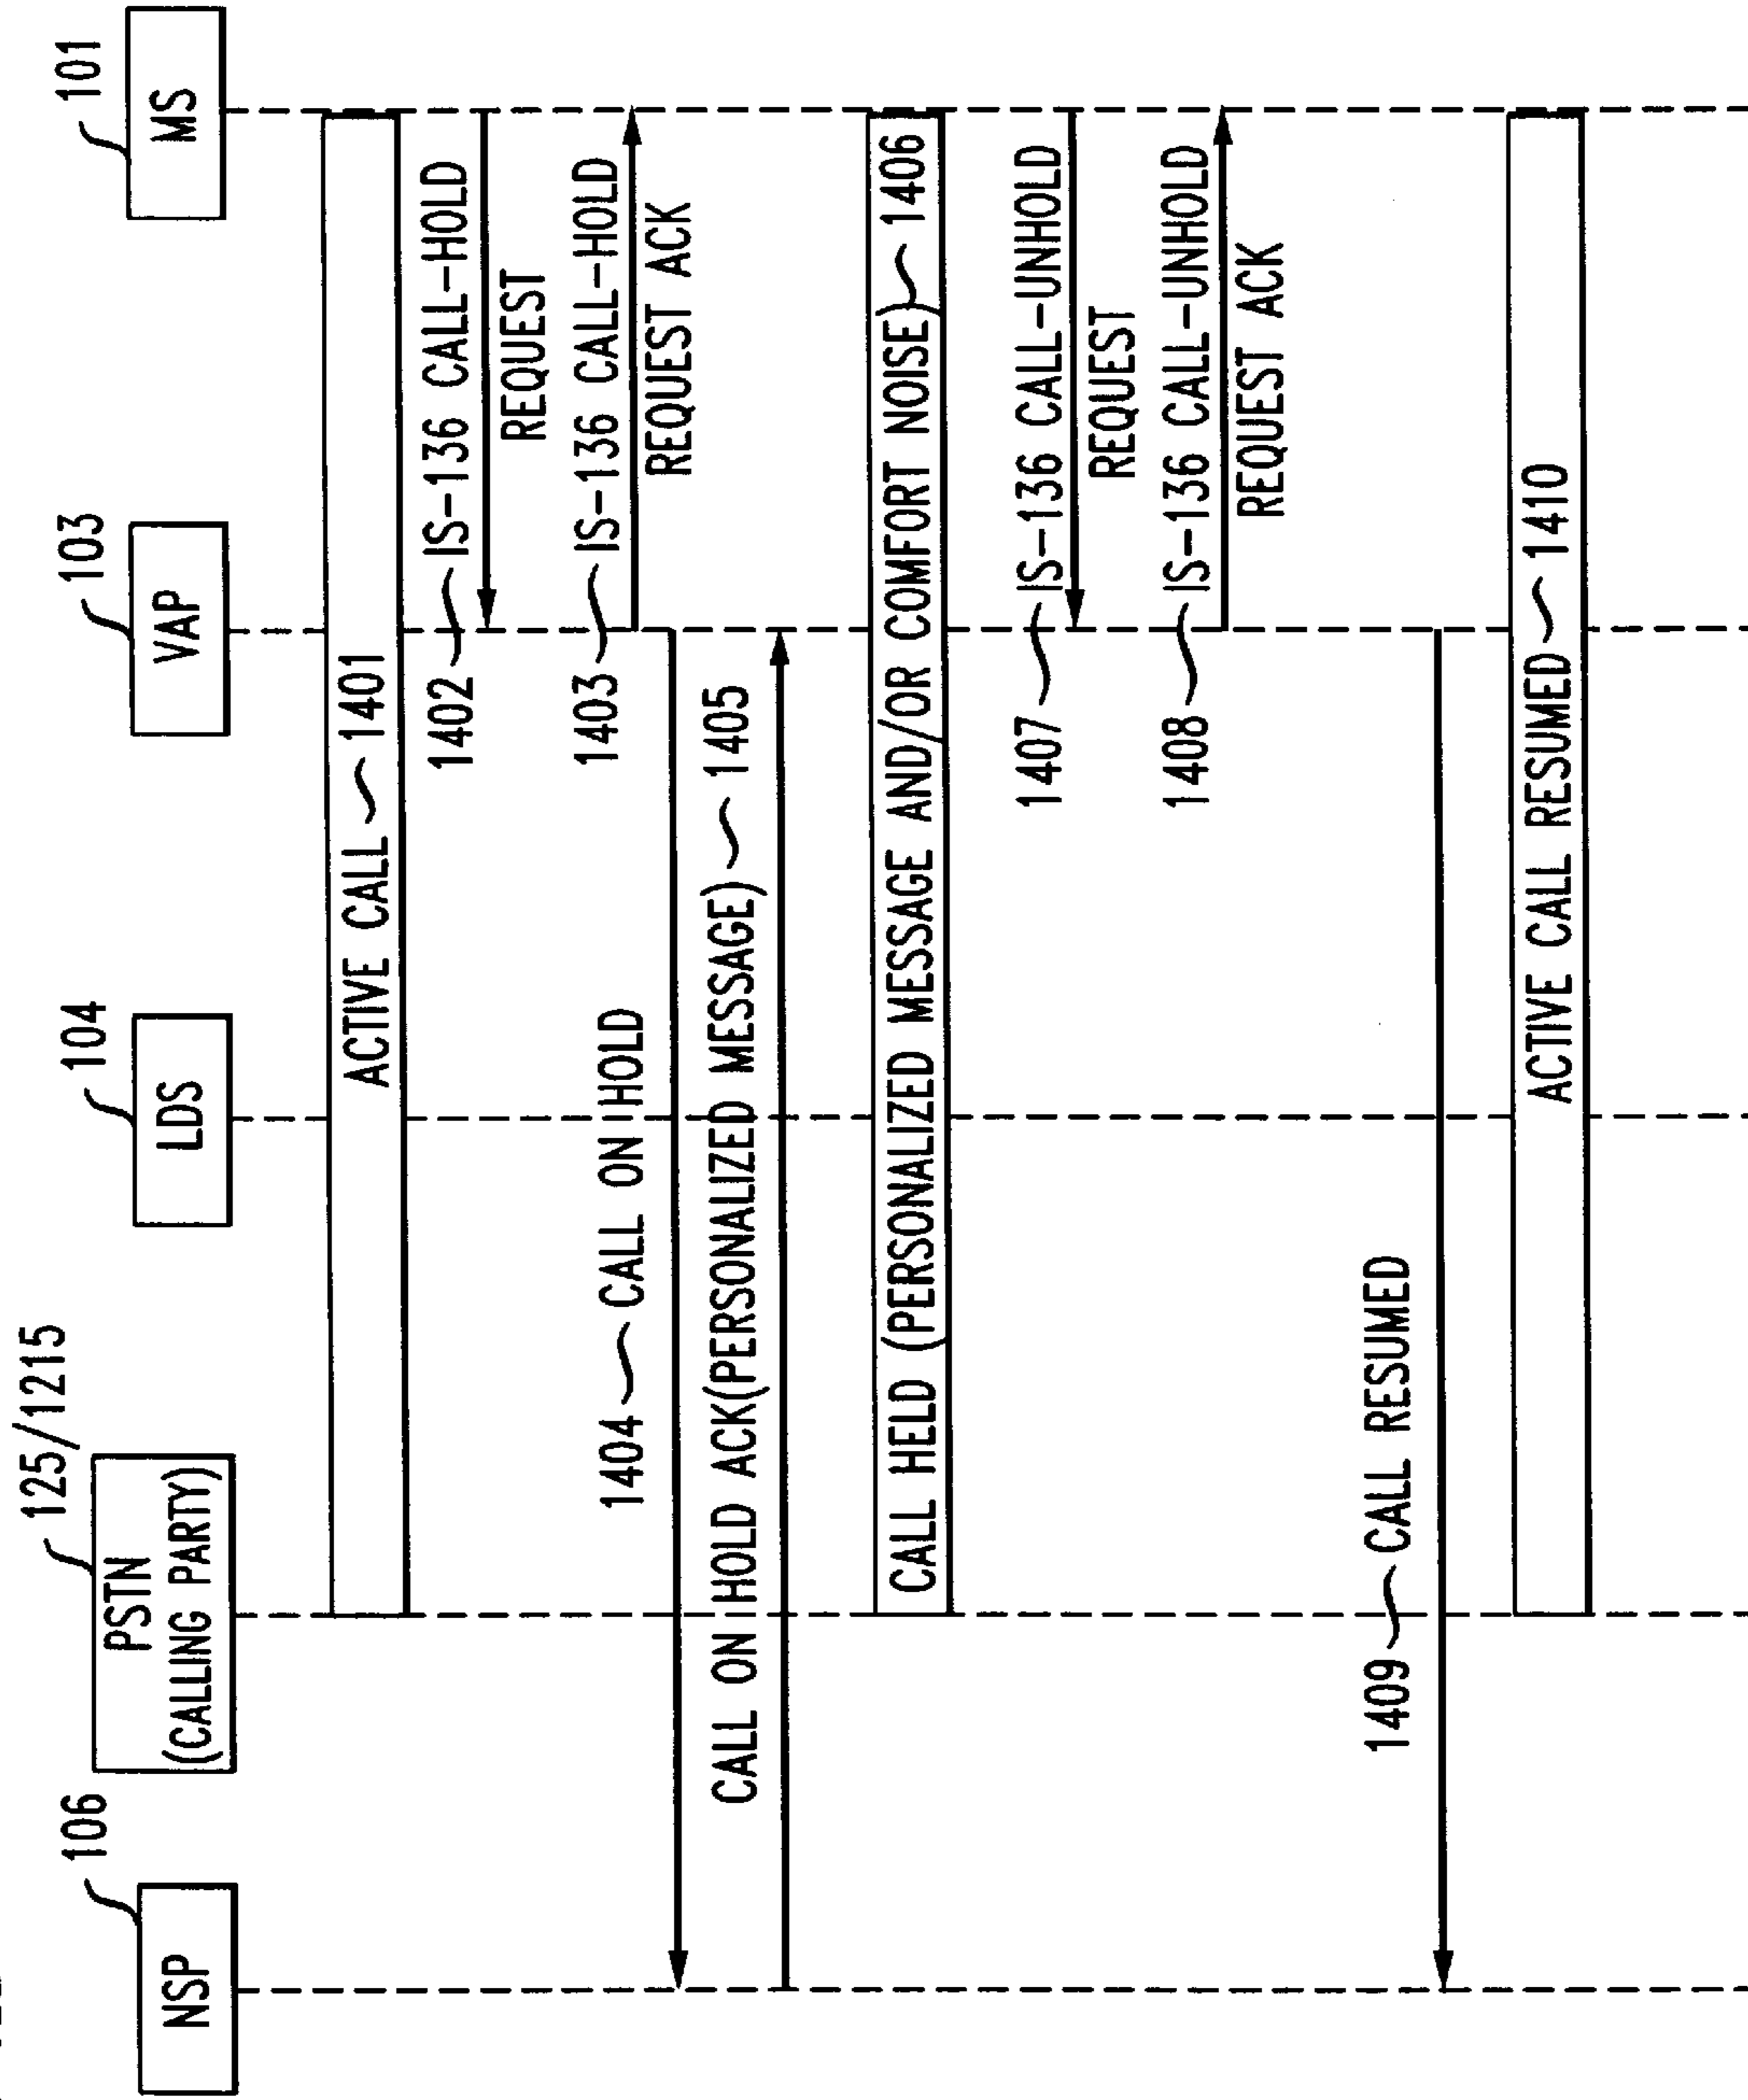 106
NSP
125/1215
PSTN
(CALLING PARTY)
104
LDS
103
VAP
101
MS
ACTIVE CALL 1401
1402 IS-136 CALL-HOLD
REQUEST
1403 IS-136 CALL-HOLD
REQUEST ACK
1404 CALL ON HOLD
CALL ON HOLD ACK(PERSONALIZED MESSAGE) 1405
CALL HELD (PERSONALIZED MESSAGE AND/OR COMFORT NOISE) 1406
1407 IS-136 CALL-UNHOLD
REQUEST
1408 IS-136 CALL-UNHOLD
REQUEST ACK
1409 CALL RESUMED
ACTIVE CALL RESUMED 1410